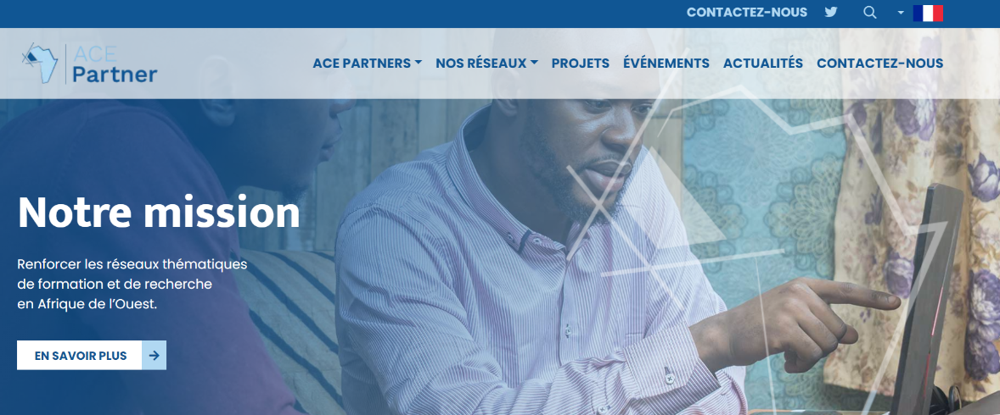 CONTACTEZ-NOUS
ACE
Partner
ACE PARTNERS NOS RÉSEAUX PROJETS ÉVÉNEMENTS ACTUALITÉS CONTACTEZ-NOUS
Notre mission
Renforcer les réseaux thématiques
de formation et de recherche
en Afrique de l’Ouest.
EN SAVOIR PLUS →